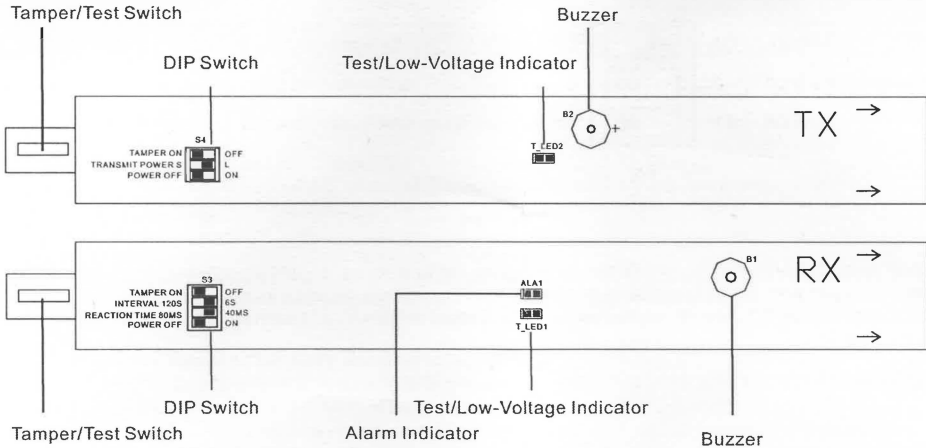 Tamper/Test Switch
Buzzer
DIP Switch
Test/Low-Voltage Indicator
B2
TX
S4
TAMPER ON OFF
TRANSMIT POWER S L
POWER OFF ON
T_LED2
+
S3
TAMPER ON OFF
INTERVAL 120S 6S
REACTION TIME 80MS 40MS
POWER OFF ON
ALA1
T_LED1
B1
RX
DIP Switch
Test/Low-Voltage Indicator
Tamper/Test Switch
Alarm Indicator
Buzzer